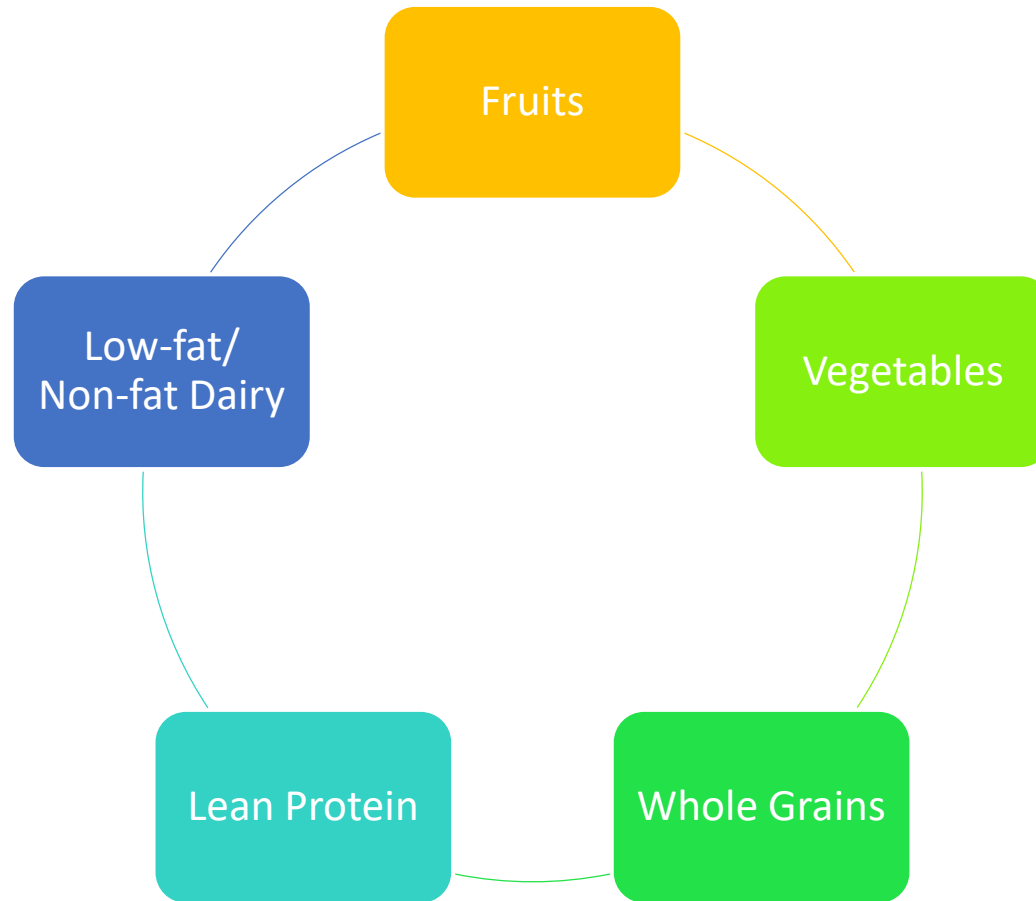 Fruits
Vegetables
Whole Grains
Lean Protein
Low-fat/
Non-fat Dairy